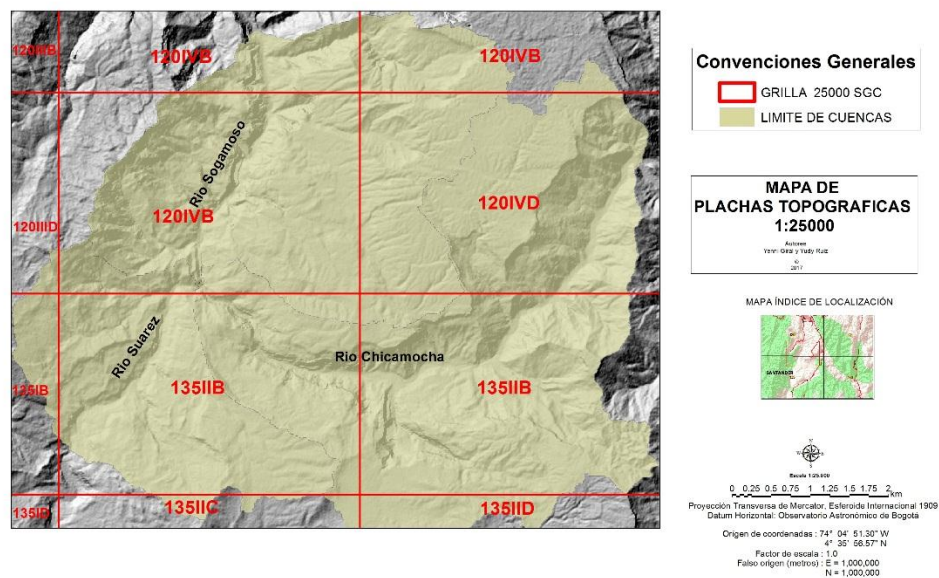 120IVB
120IVB
Rio Sogamoso
120IIID
120IVB
120IVD
Rio Suarez
Rio Chicamocha
135IB
135IIB
135IIB
135ID
135IIC
135IID
Convenciones Generales
GRILLA 25000 SGC
LIMITE DE CUENCAS
MAPA DE
PLACHAS TOPOGRAFICAS
1:25000
Autores
Yenni Giral y Yudy Ruiz
©
2017
MAPA ÍNDICE DE LOCALIZACIÓN
SANTANDER
N
W E
S
Escala 1:25.000
0 0.25 0.5 0.75 1 1.25 1.5 1.75 2
km
Proyección Transversa de Mercator, Esferoide Internacional 1909
Datum Horizontal: Observatorio Astronómico de Bogotá
Origen de coordenadas : 74° 04' 51.30" W
4° 35' 56.57" N
Factor de escala : 1.0
Falso origen (metros) : E = 1,000,000
N = 1,000,000